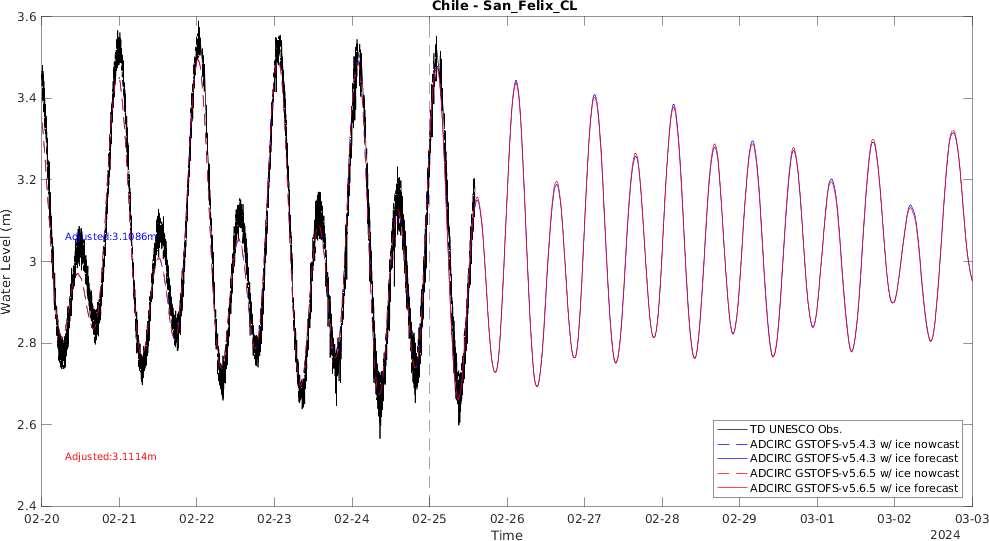 Chile - San_Felix_CL
3.6
3.4
3.2
3
2.8
2.6
2.4
Water Level (m)
Adjusted:3.1086m
Adjusted:3.1114m
TD UNESCO Obs.
ADCIRC GSTOFS-v5.4.3 w/ ice nowcast
ADCIRC GSTOFS-v5.4.3 w/ ice forecast
ADCIRC GSTOFS-v5.6.5 w/ ice nowcast
ADCIRC GSTOFS-v5.6.5 w/ ice forecast
02-20 02-21 02-22 02-23 02-24 02-25 02-26 02-27 02-28 02-29 03-01 03-02 03-03
Time
2024